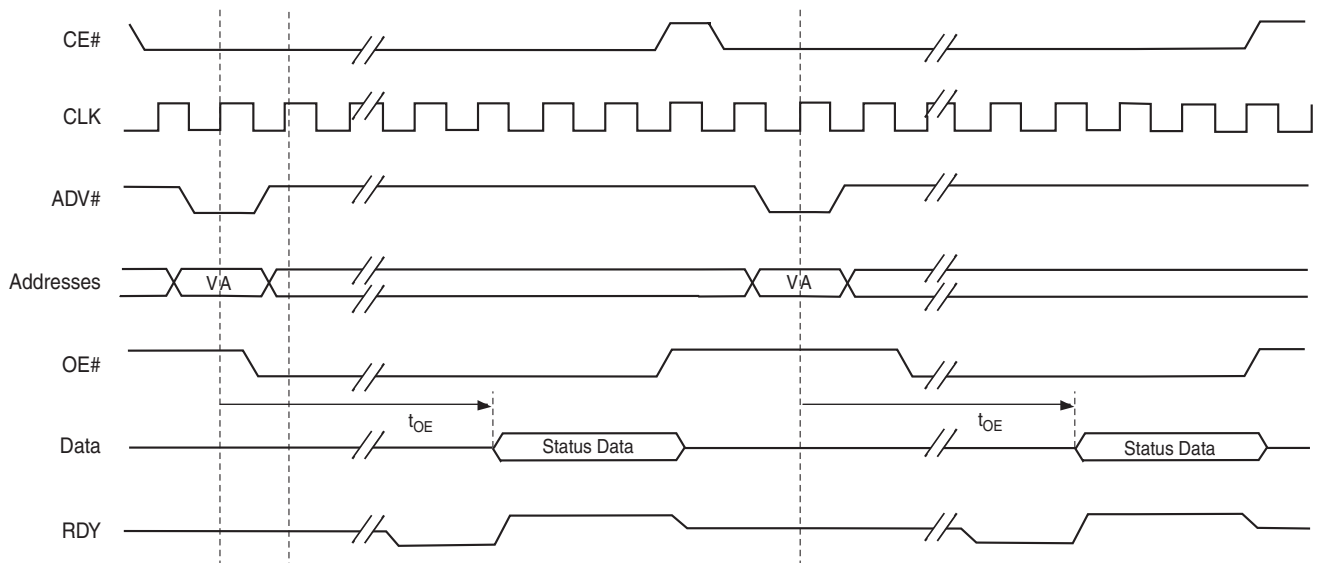 CE#
CLK
ADV#
Addresses
VA
VA
OE#
tOE
tOE
Data
Status Data
Status Data
RDY